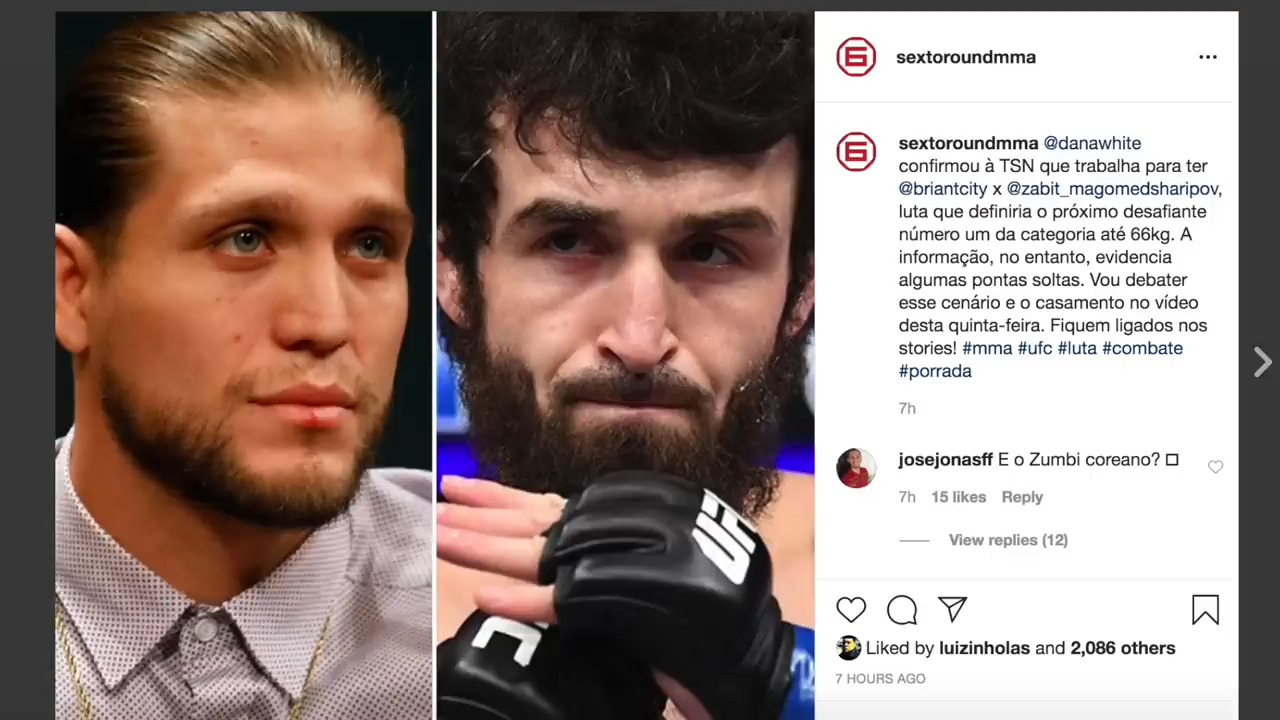 sextoroundmma
sextoroundmma @danawhite
confirmou à TSN que trabalha para ter
@briantcity x @zabit_magomedsharipov,
luta que definiria o próximo desafiante
número um da categoria até 66kg. A
informação, no entanto, evidencia
algumas pontas soltas. Vou debater
esse cenário e o casamento no vídeo
desta quinta-feira. Fiquem ligados nos
stories! #mma #ufc #luta #combate
#porrada
7h
josejonasff E o Zumbi coreano?
7h 15 likes Reply
View replies (12)
Liked by luizinholas and 2,086 others
7 HOURS AGO
UFC